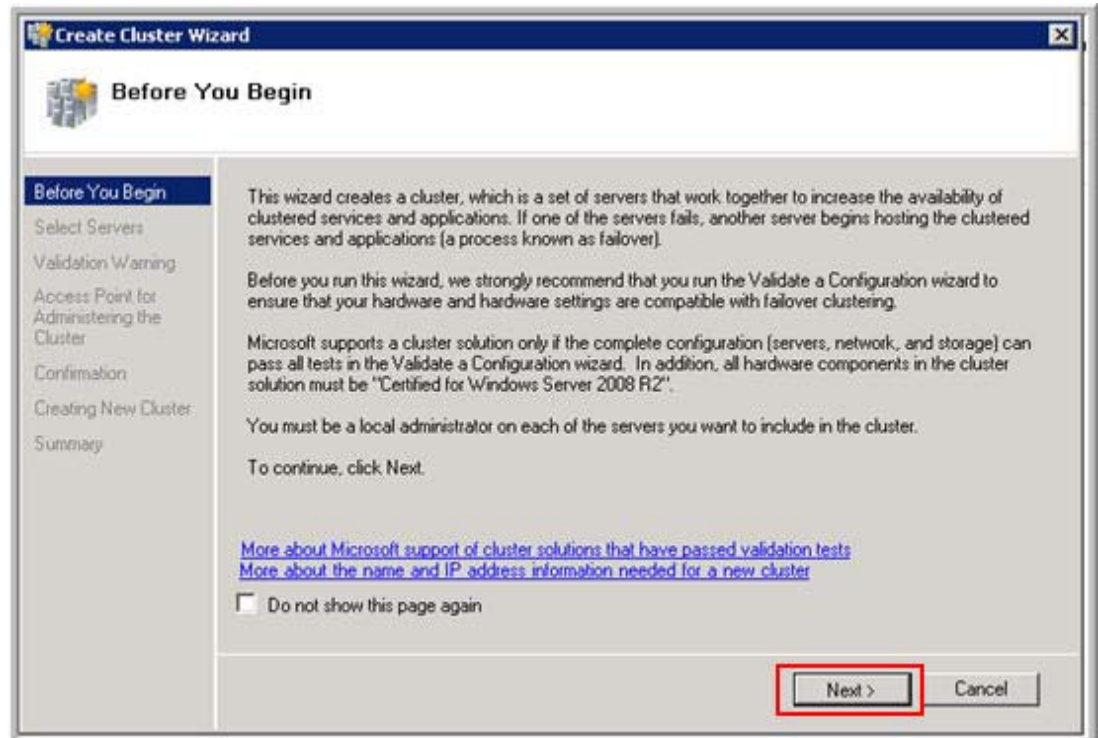 Create Cluster Wizard
Before You Begin
Before You Begin
Select Servers
Validation Warning
Access Point for
Administering the
Cluster
Confirmation
Creating New Cluster
Summary
This wizard creates a cluster, which is a set of servers that work together to increase the availability of
clustered services and applications. If one of the servers fails, another server begins hosting the clustered
services and applications (a process known as failover).
Before you run this wizard, we strongly recommend that you run the Validate a Configuration wizard to
ensure that your hardware and hardware settings are compatible with failover clustering.
Microsoft supports a cluster solution only if the complete configuration (servers, network, and storage) can
pass all tests in the Validate a Configuration wizard. In addition, all hardware components in the cluster
solution must be "Certified for Windows Server 2008 R2".
You must be a local administrator on each of the servers you want to include in the cluster.
To continue, click Next.
More about Microsoft support of cluster solutions that have passed validation tests
More about the name and IP address information needed for a new cluster
Do not show this page again
Next >
Cancel